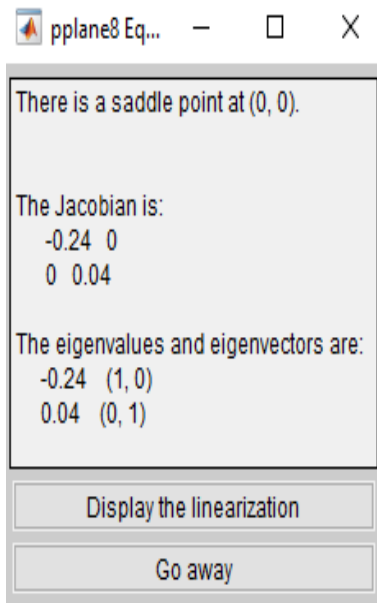 pplane8 Eq...
There is a saddle point at (0, 0).
The Jacobian is:
-0.24 0
0 0.04
The eigenvalues and eigenvectors are:
-0.24 (1, 0)
0.04 (0, 1)
Display the linearization
Go away